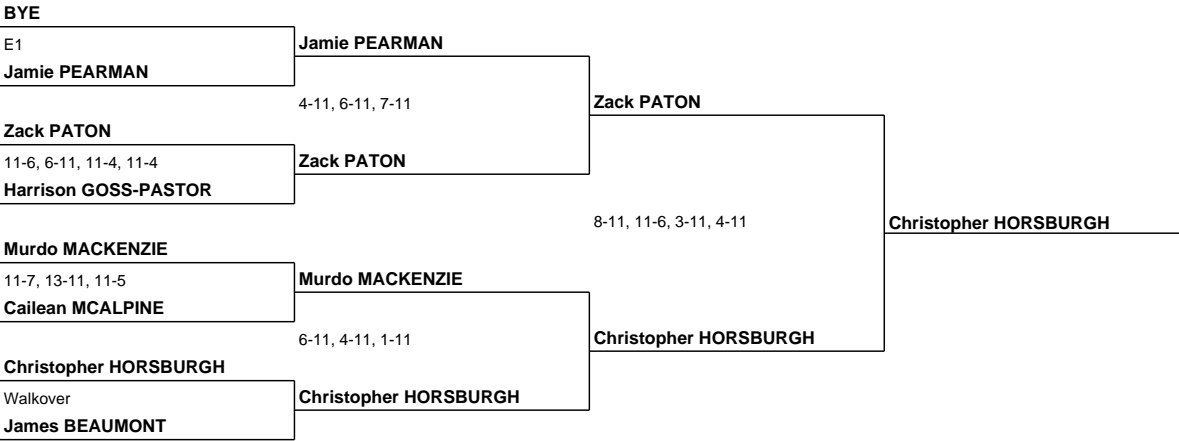 BYE
E1
Jamie PEARMAN
Jamie PEARMAN
4-11, 6-11, 7-11
Zack PATON
Zack PATON
11-6, 6-11, 11-4, 11-4
Zack PATON
Harrison GOSS-PASTOR
8-11, 11-6, 3-11, 4-11
Christopher HORSBURGH
Murdo MACKENZIE
11-7, 13-11, 11-5
Murdo MACKENZIE
Cailean MCALPINE
6-11, 4-11, 1-11
Christopher HORSBURGH
Christopher HORSBURGH
Walkover
Christopher HORSBURGH
James BEAUMONT